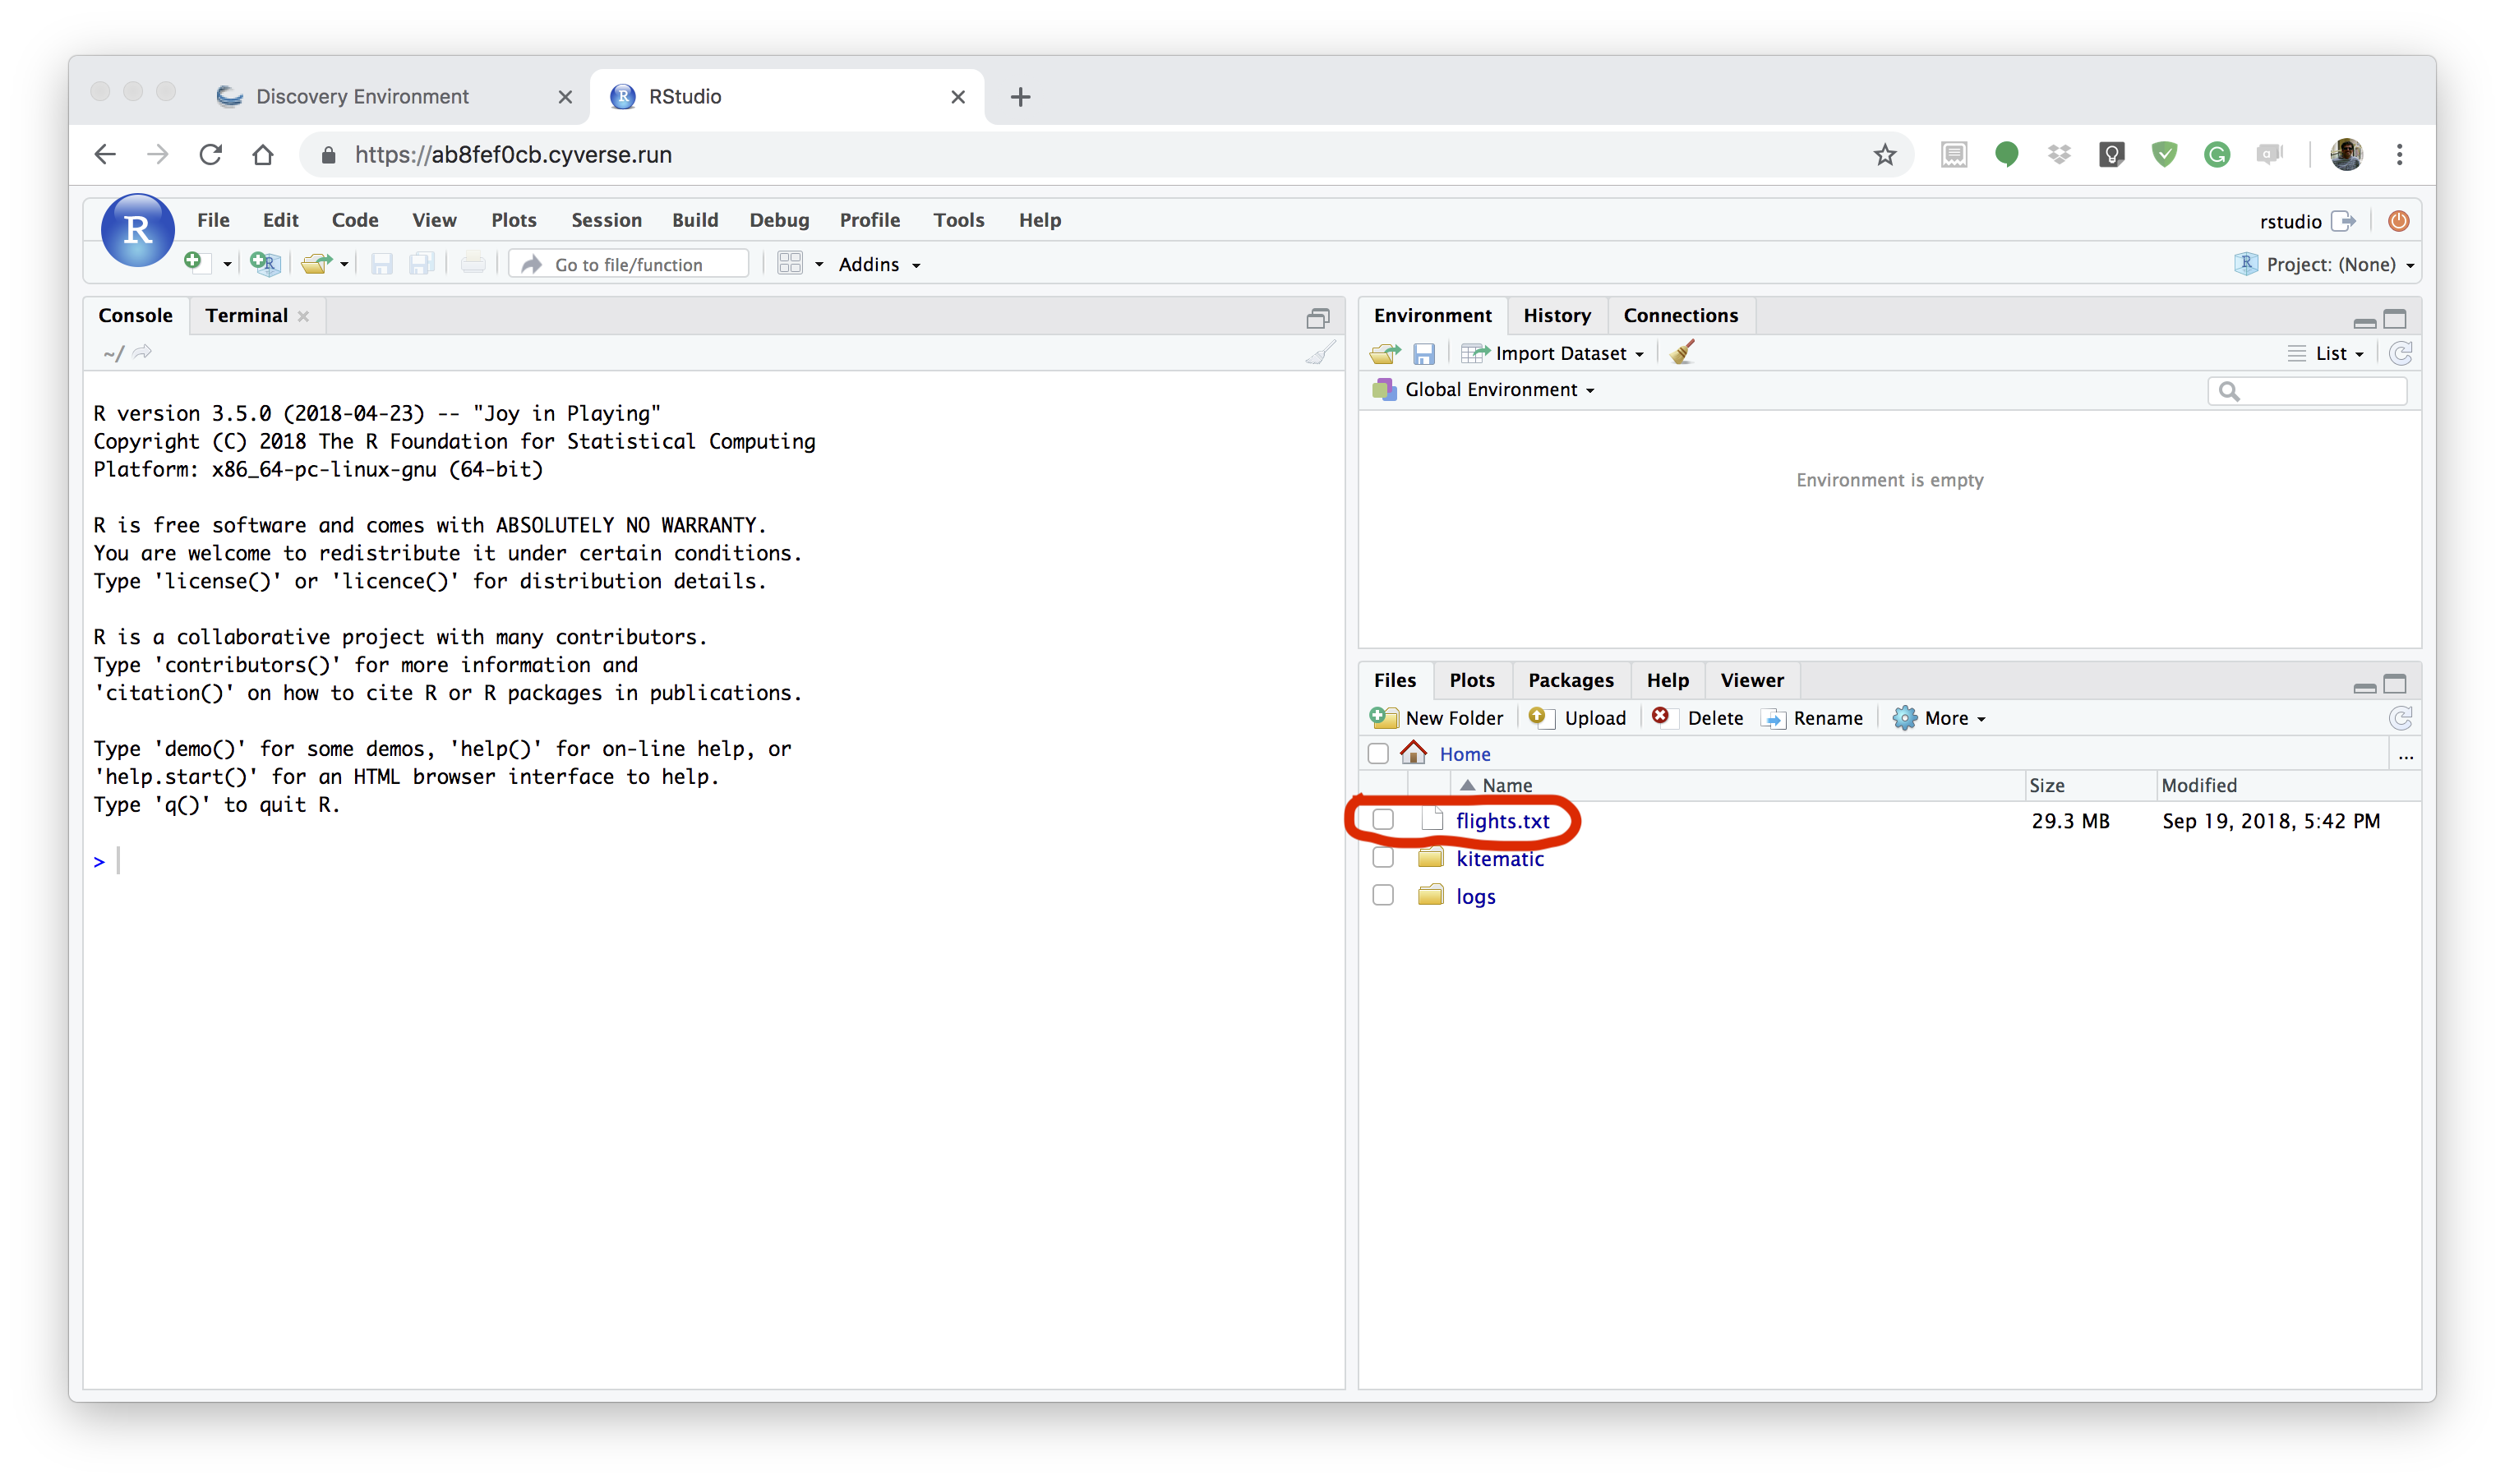 Discovery Environment
RStudio
https://ab8fef0cb.cyverse.run
R
File Edit Code View Plots Session Build Debug Profile Tools Help
rstudio
Go to file/function
Addins
Project: (None)
Console Terminal
~/
R version 3.5.0 (2018-04-23) -- "Joy in Playing"
Copyright (C) 2018 The R Foundation for Statistical Computing
Platform: x86_64-pc-linux-gnu (64-bit)
R is free software and comes with ABSOLUTELY NO WARRANTY.
You are welcome to redistribute it under certain conditions.
Type 'license()' or 'licence()' for distribution details.
R is a collaborative project with many contributors.
Type 'contributors()' for more information and
'citation()' on how to cite R or R packages in publications.
Type 'demo()' for some demos, 'help()' for on-line help, or
'help.start()' for an HTML browser interface to help.
Type 'q()' to quit R.
>
Environment History Connections
Import Dataset
List
Global Environment
Environment is empty
Files Plots Packages Help Viewer
New Folder Upload Delete Rename More
Home
...
Name Size Modified
flights.txt 29.3 MB Sep 19, 2018, 5:42 PM
kitematic
logs